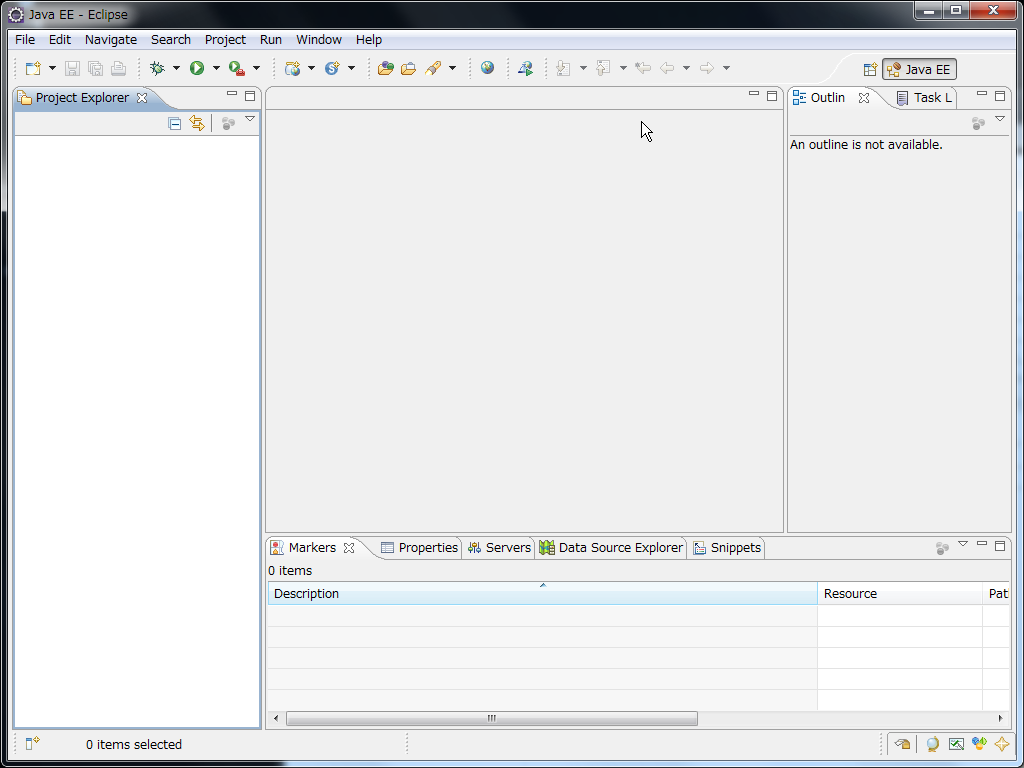 Java EE - Eclipse
File Edit Navigate Search Project Run Window Help
Java EE
Project Explorer
Outlin Task L
An outline is not available.
Markers Properties Servers Data Source Explorer Snippets
0 items
Description Resource Pat
0 items selected